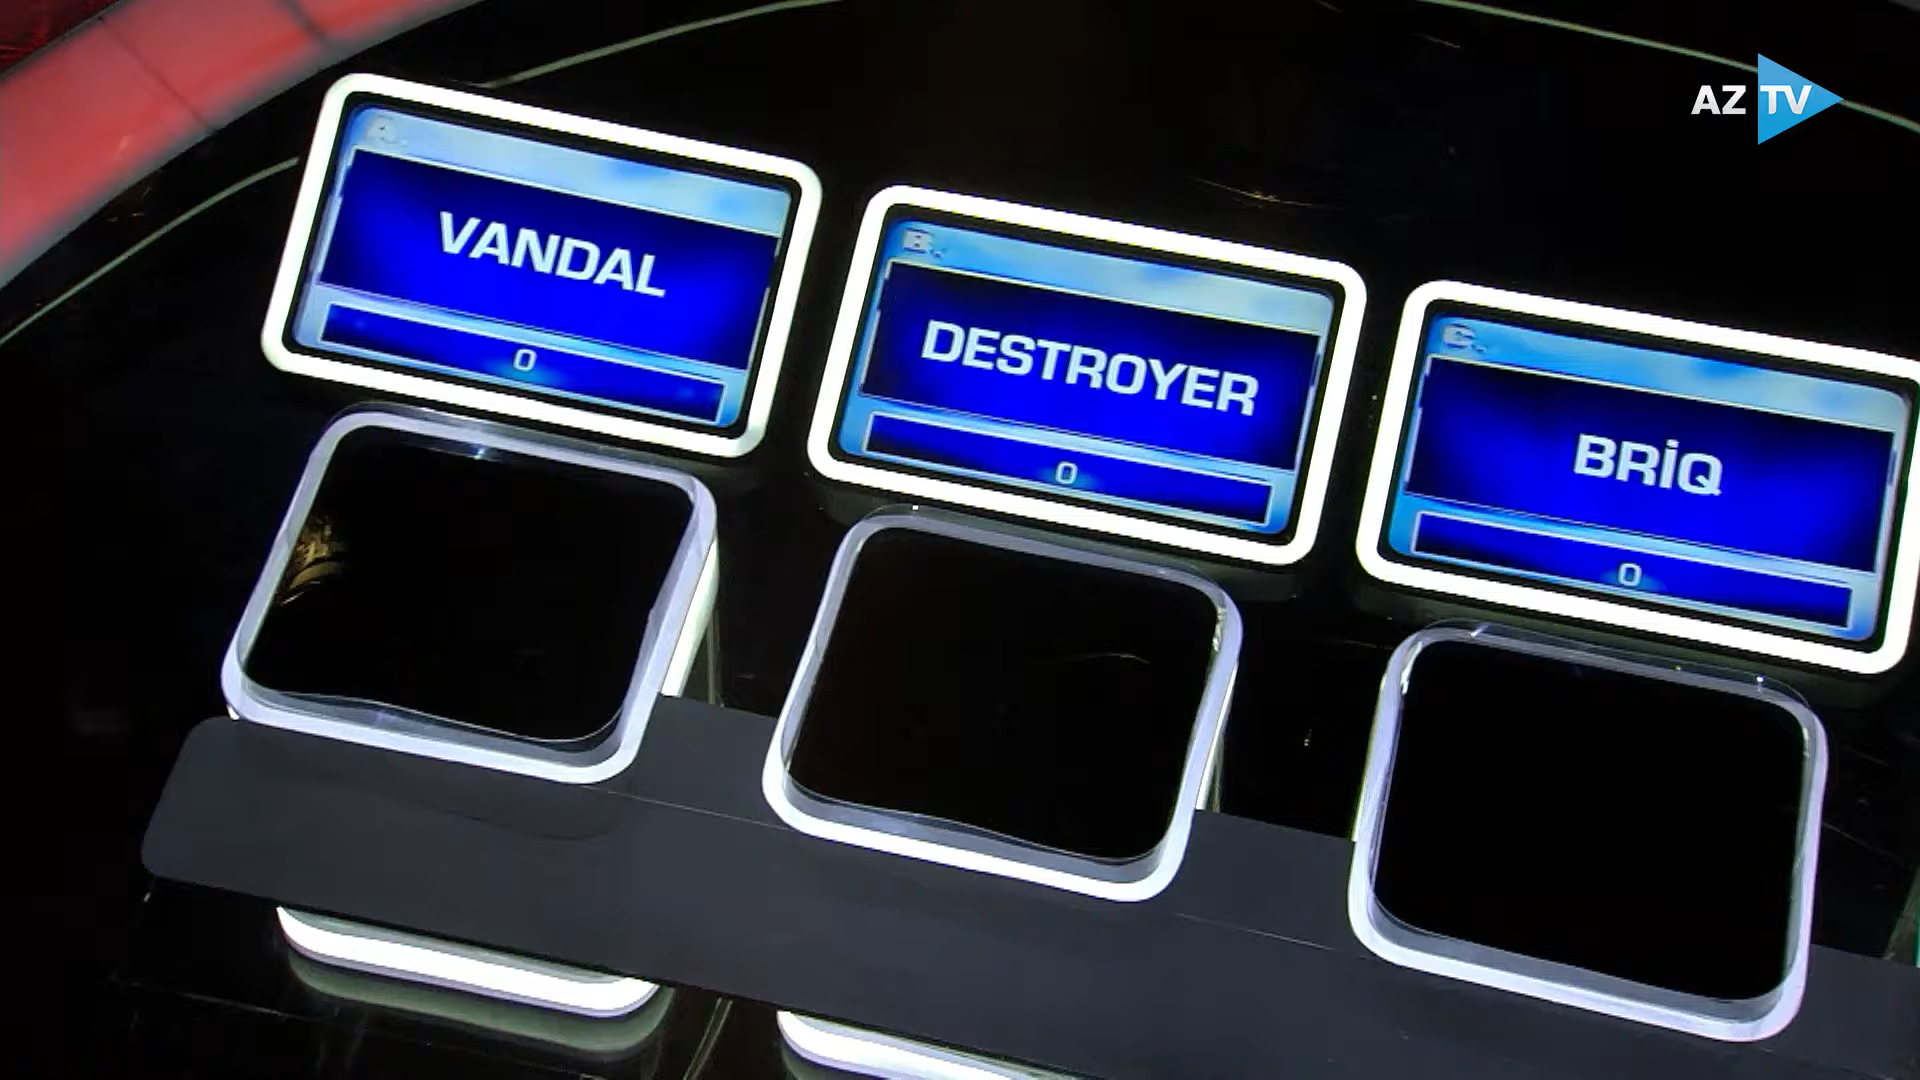 AZ TV
A.
VANDAL
0
B.
DESTROYER
0
C.
BRİQ
0